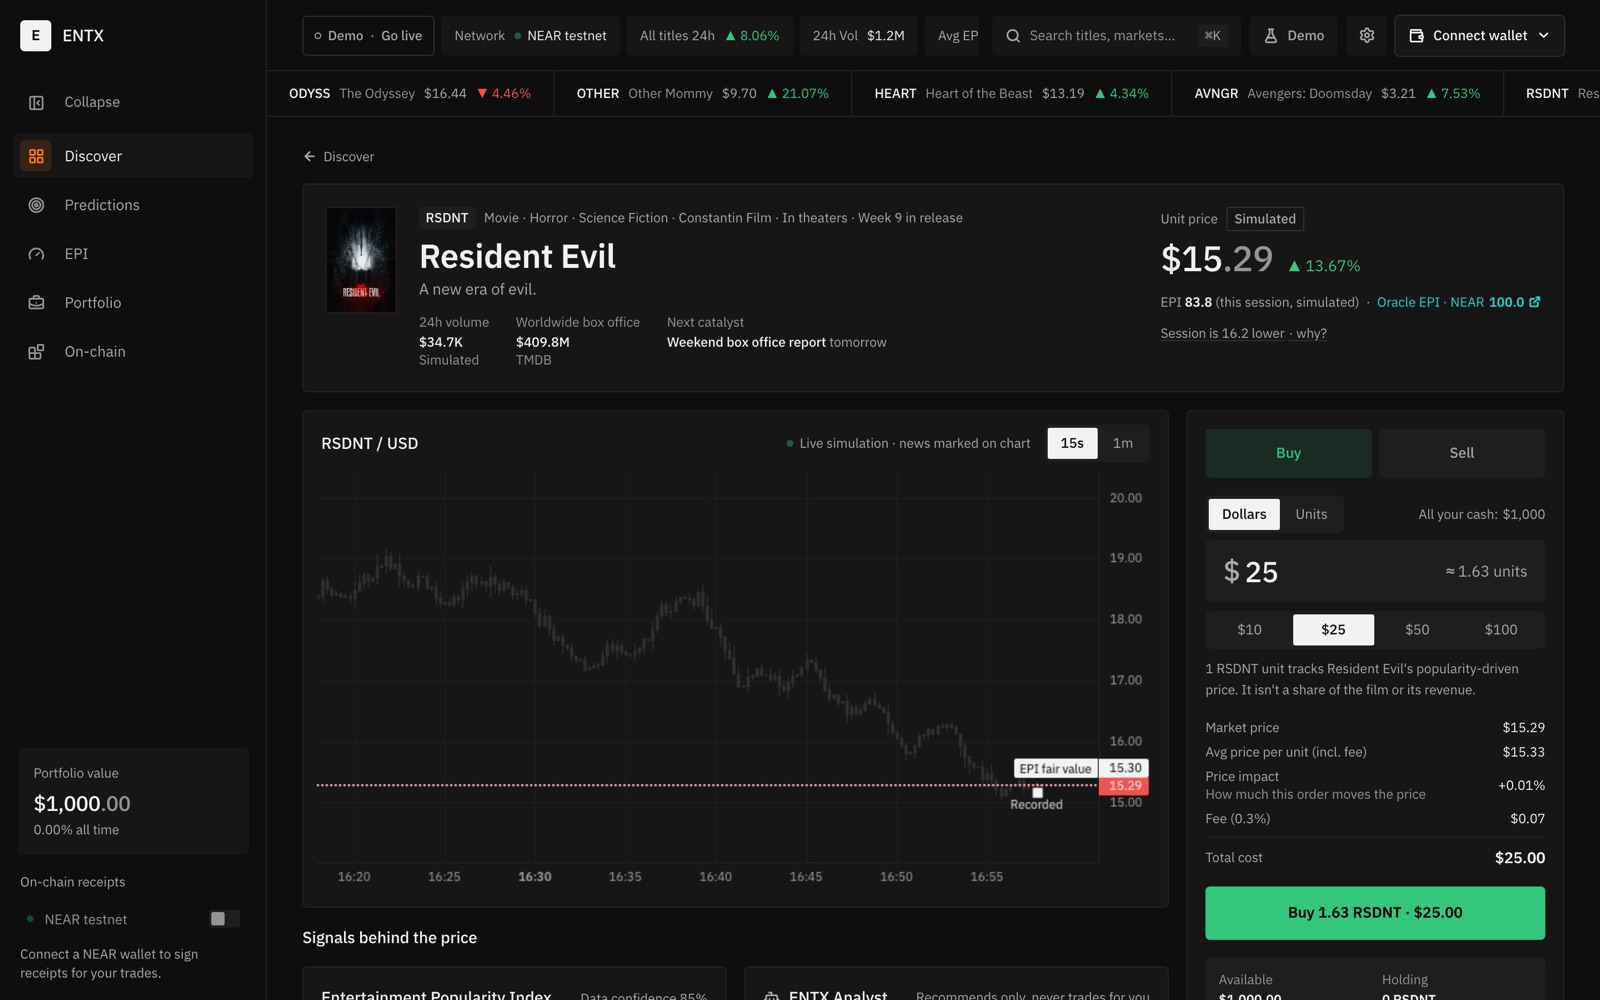 E ENTX
Demo · Go live
Network NEAR testnet
All titles 24h ▲ 8.06%
24h Vol $1.2M
Avg EP
Search titles, markets... ⌘K
Demo
Connect wallet
ODYSS The Odyssey $16.44 ▼ 4.46%
OTHER Other Mommy $9.70 ▲ 21.07%
HEART Heart of the Beast $13.19 ▲ 4.34%
AVNGR Avengers: Doomsday $3.21 ▲ 7.53%
RSDNT Res
Collapse
Discover
Predictions
EPI
Portfolio
On-chain
Portfolio value
$1,000.00
0.00% all time
On-chain receipts
NEAR testnet
Connect a NEAR wallet to sign
receipts for your trades.
← Discover
RESIDENT EVIL
RSDNT Movie · Horror · Science Fiction · Constantin Film · In theaters · Week 9 in release
Resident Evil
A new era of evil.
24h volume
$34.7K
Simulated
Worldwide box office
$409.8M
TMDB
Next catalyst
Weekend box office report tomorrow
Unit price Simulated
$15.29 ▲ 13.67%
EPI 83.8 (this session, simulated) · Oracle EPI · NEAR 100.0
Session is 16.2 lower · why?
RSDNT / USD
Live simulation · news marked on chart
15s 1m
20.00
19.00
18.00
17.00
16.00
EPI fair value 15.30
15.29
15.00
Recorded
16:20 16:25 16:30 16:35 16:40 16:45 16:50 16:55
Buy Sell
Dollars Units
All your cash: $1,000
$ 25 ≈ 1.63 units
$10 $25 $50 $100
1 RSDNT unit tracks Resident Evil's popularity-driven
price. It isn't a share of the film or its revenue.
Market price $15.29
Avg price per unit (incl. fee) $15.33
Price impact
How much this order moves the price
+0.01%
Fee (0.3%) $0.07
Total cost $25.00
Buy 1.63 RSDNT · $25.00
Available
$1,000.00
Holding
0 RSDNT
Signals behind the price
Entertainment Popularity Index Data confidence 85%
ENTX Analyst Recommends only, never trades for you